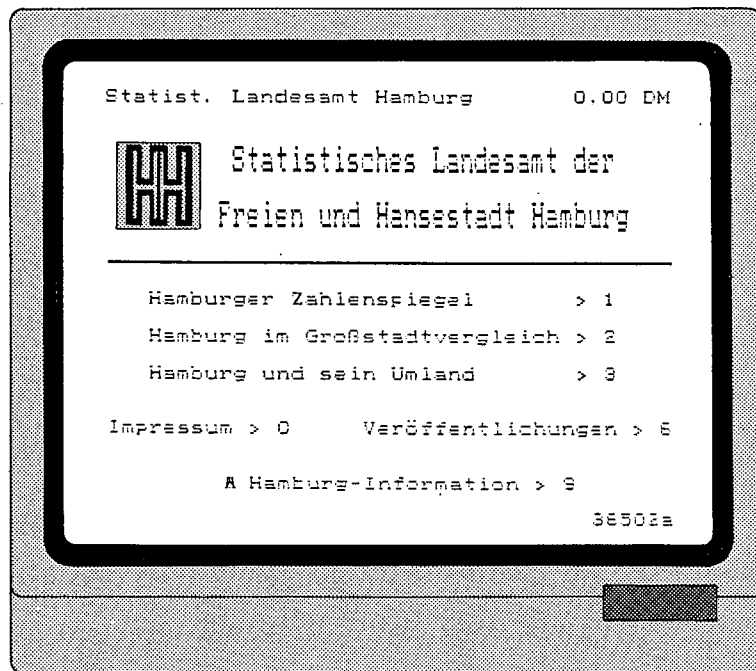 Statist. Landesamt Hamburg 0.00 DM
HH Statistisches Landesamt der
Freien und Hansestadt Hamburg
Hamburger Zahlenspiegel > 1
Hamburg im Großstadtvergleich > 2
Hamburg und sein Umland > 3
Impressum > 0 Veröffentlichungen > 6
A Hamburg-Information > 9
36502a